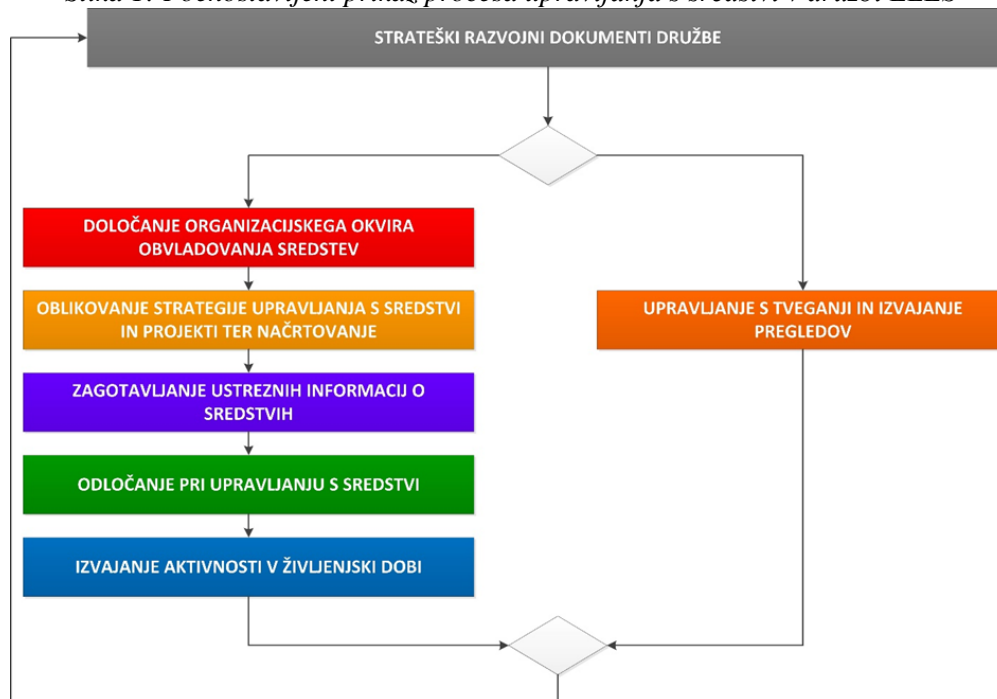 STRATEŠKI RAZVOJNI DOKUMENTI DRUŽBE
DOLOČANJE ORGANIZACIJSKEGA OKVIRA
OBVLADOVANJA SREDSTEV
OBLIKOVANJE STRATEGIJE UPRAVLJANJA S SREDSTVI
IN PROJEKTI TER NAČRTOVANJE
UPRAVLJANJE S TVEGANJI IN IZVAJANJE
PREGLEDOV
ZAGOTAVLJANJE USTREZNIH INFORMACIJ O
SREDSTVIH
ODLOČANJE PRI UPRAVLJANJU S SREDSTVI
IZVAJANJE AKTIVNOSTI V ŽIVLJENJSKI DOBI